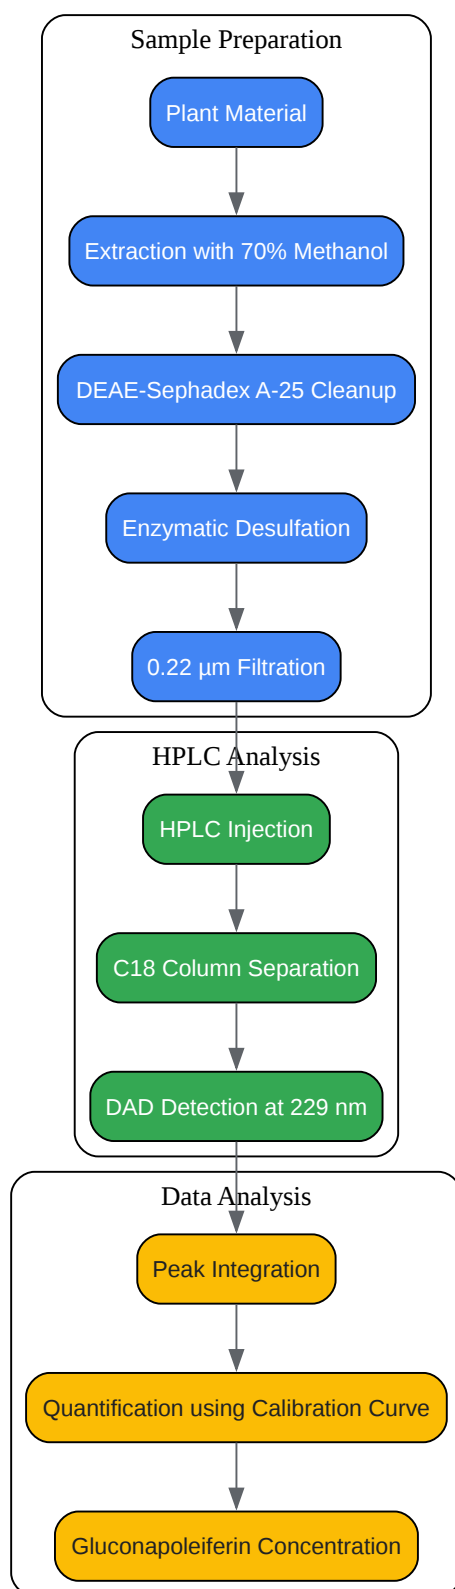 Sample Preparation
Plant Material
Extraction with 70% Methanol
DEAE-Sephadex A-25 Cleanup
Enzymatic Desulfation
0.22 µm Filtration
HPLC Analysis
HPLC Injection
C18 Column Separation
DAD Detection at 229 nm
Data Analysis
Peak Integration
Quantification using Calibration Curve
Gluconapoleiferin Concentration